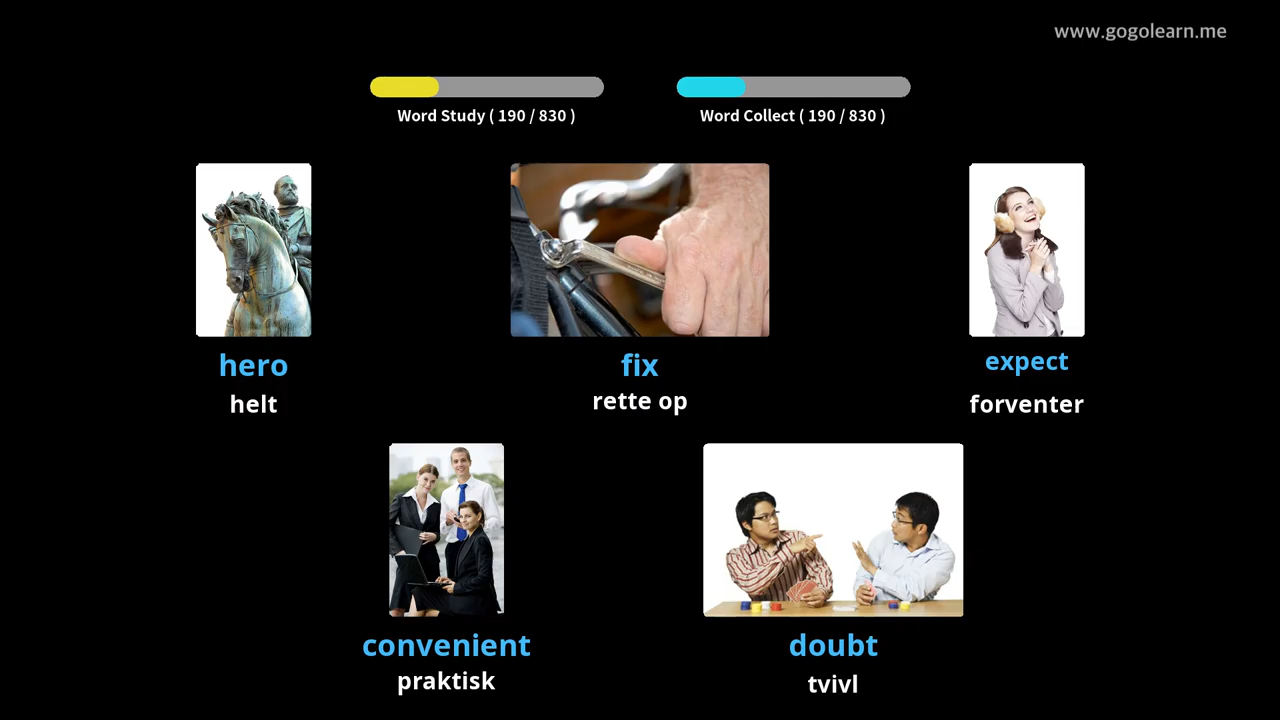 www.gogolearn.me
Word Study ( 190 / 830 )
Word Collect ( 190 / 830 )
hero
helt
fix
rette op
expect
forventer
convenient
praktisk
doubt
tvivl